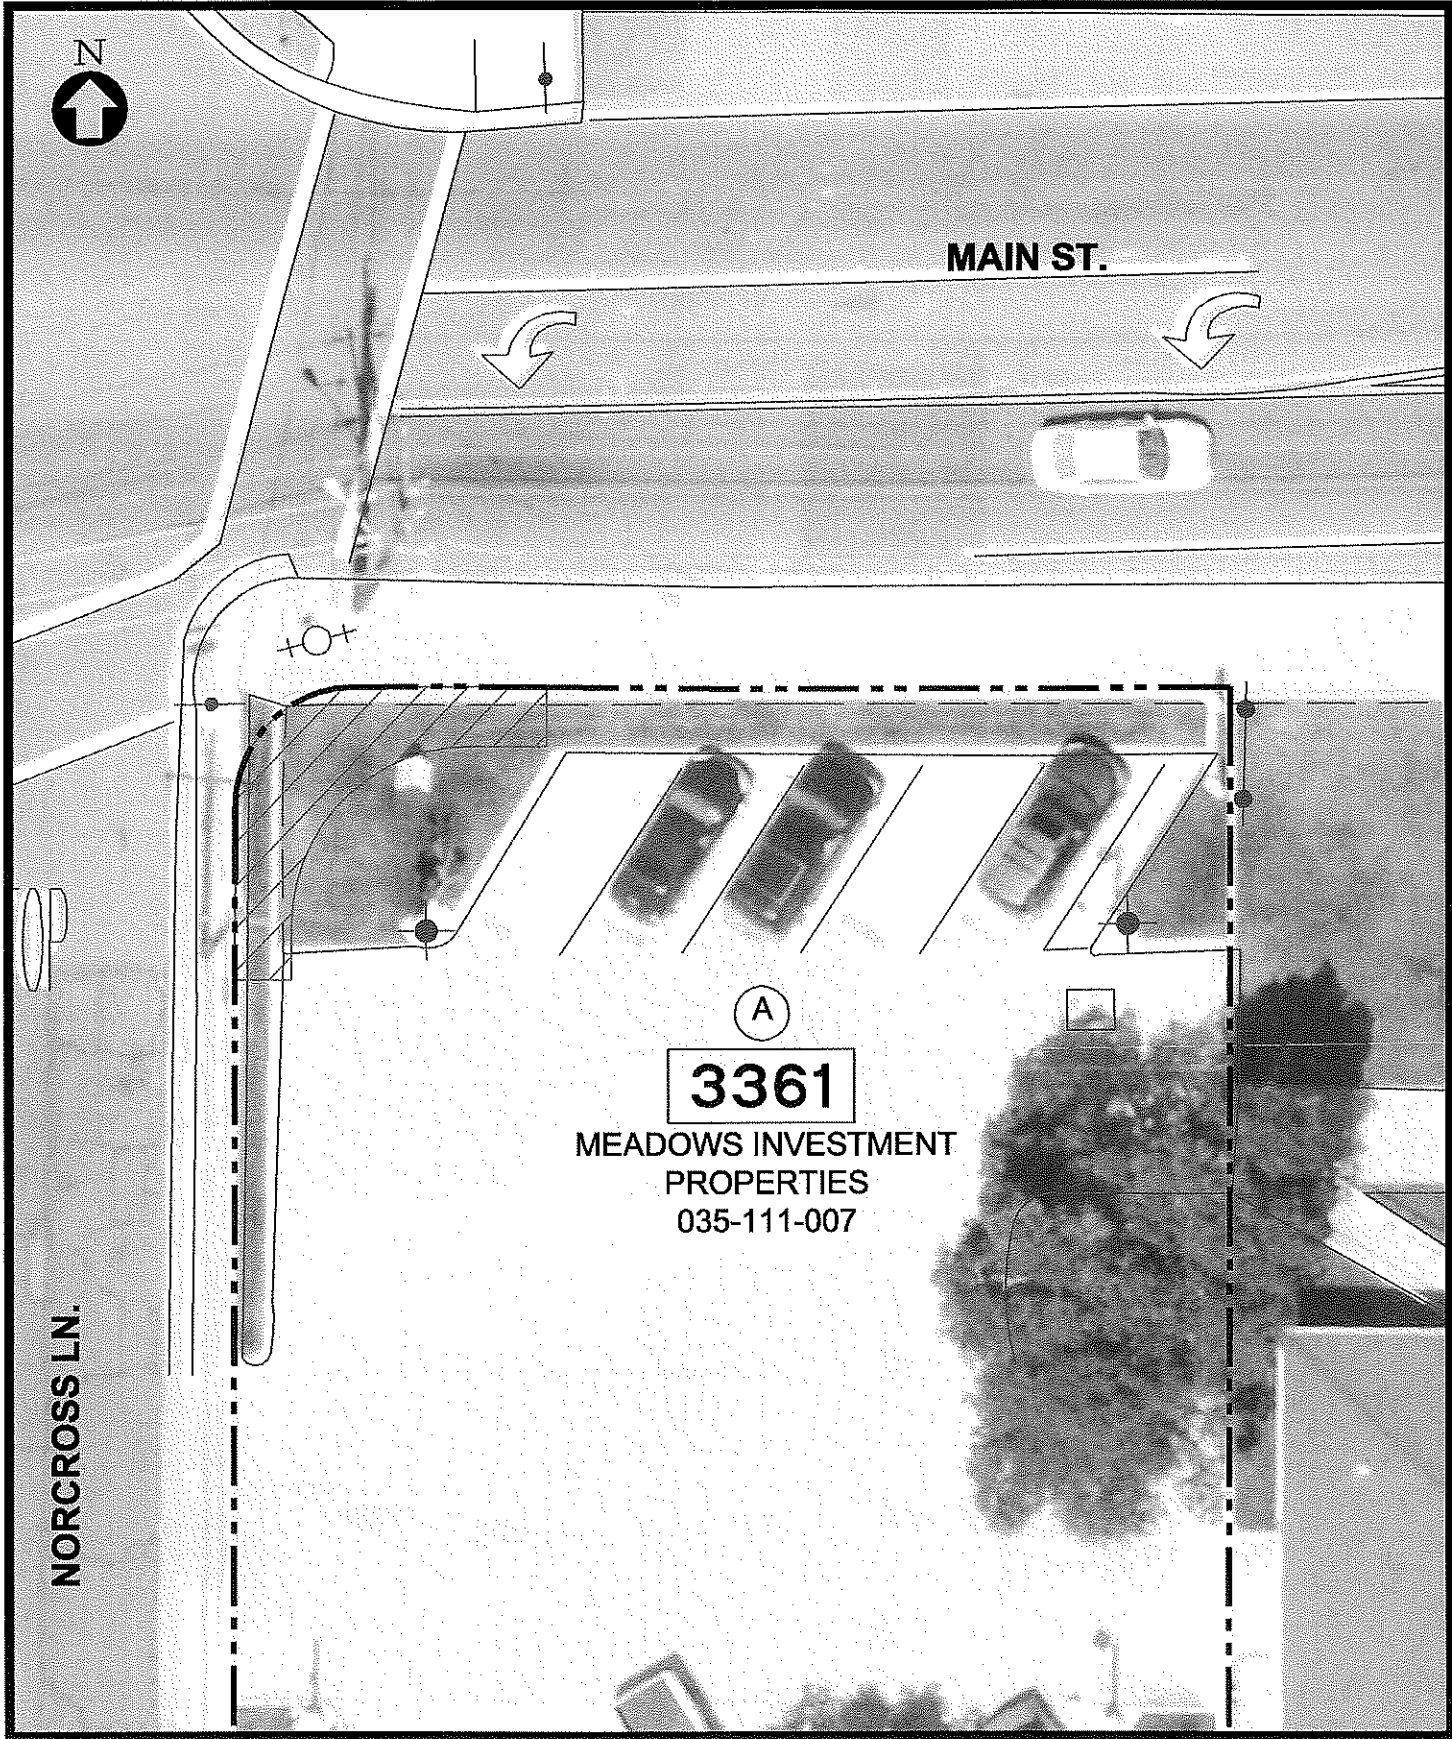 N
MAIN ST.
A
3361
MEADOWS INVESTMENT
PROPERTIES
035-111-007
NORCROSS LN.